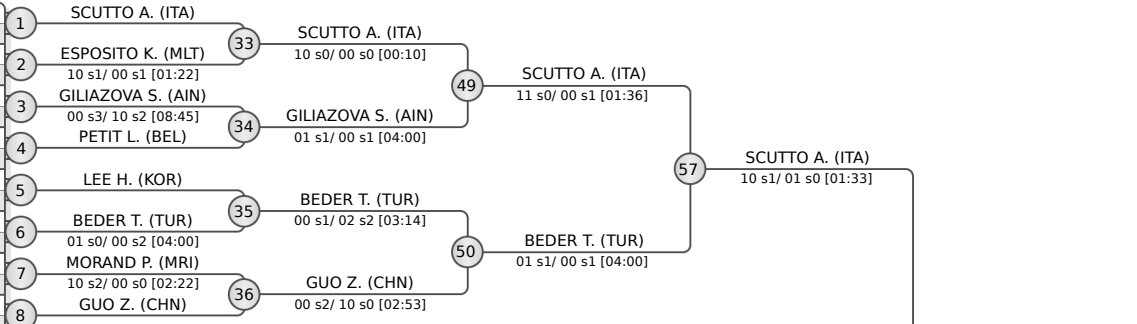 1
SCUTTO A. (ITA)
2
ESPOSITO K. (MLT)
10 s1/ 00 s1 [01:22]
3
GILIAZOVA S. (AIN)
00 s3/ 10 s2 [08:45]
4
PETIT L. (BEL)
5
LEE H. (KOR)
6
BEDER T. (TUR)
01 s0/ 00 s2 [04:00]
7
MORAND P. (MRI)
10 s2/ 00 s0 [02:22]
8
GUO Z. (CHN)
33
SCUTTO A. (ITA)
10 s0/ 00 s0 [00:10]
34
GILIAZOVA S. (AIN)
01 s1/ 00 s1 [04:00]
35
BEDER T. (TUR)
00 s1/ 02 s2 [03:14]
36
GUO Z. (CHN)
00 s2/ 10 s0 [02:53]
49
SCUTTO A. (ITA)
11 s0/ 00 s1 [01:36]
50
BEDER T. (TUR)
01 s1/ 00 s1 [04:00]
57
SCUTTO A. (ITA)
10 s1/ 01 s0 [01:33]